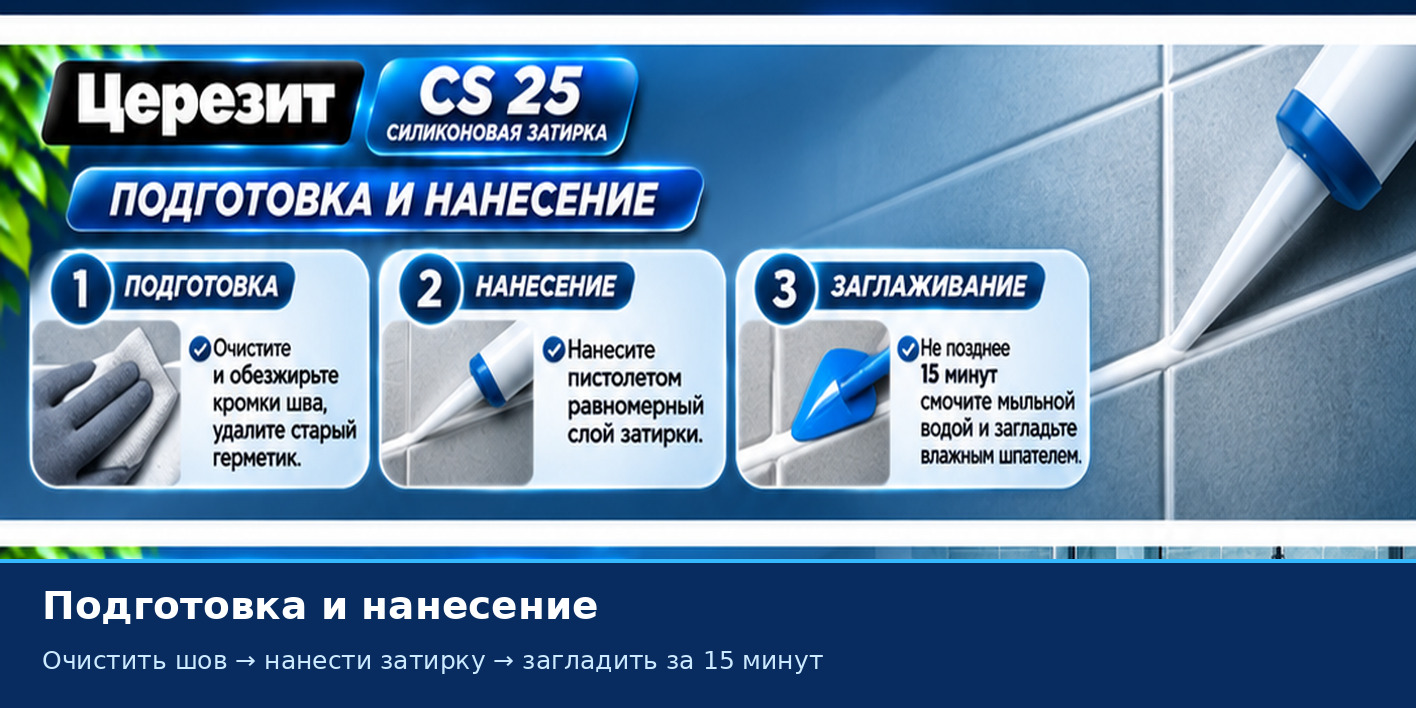 Церезит
CS 25
СИЛИКОНОВАЯ ЗАТИРКА
ПОДГОТОВКА И НАНЕСЕНИЕ
1 ПОДГОТОВКА
Очистите
и обезжирьте
кромки шва,
удалите старый
герметик.
2 НАНЕСЕНИЕ
Нанесите
пистолетом
равномерный
слой затирки.
3 ЗАГЛАЖИВАНИЕ
Не позднее
15 минут
смочите мыльной
водой и загладьте
влажным шпателем.
Подготовка и нанесение
Очистить шов → нанести затирку → загладить за 15 минут